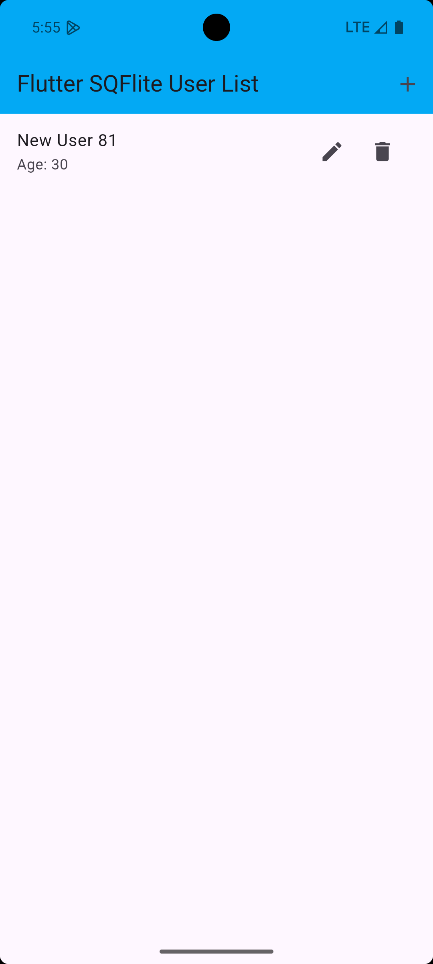 5:55
LTE
Flutter SQFlite User List
New User 81
Age: 30